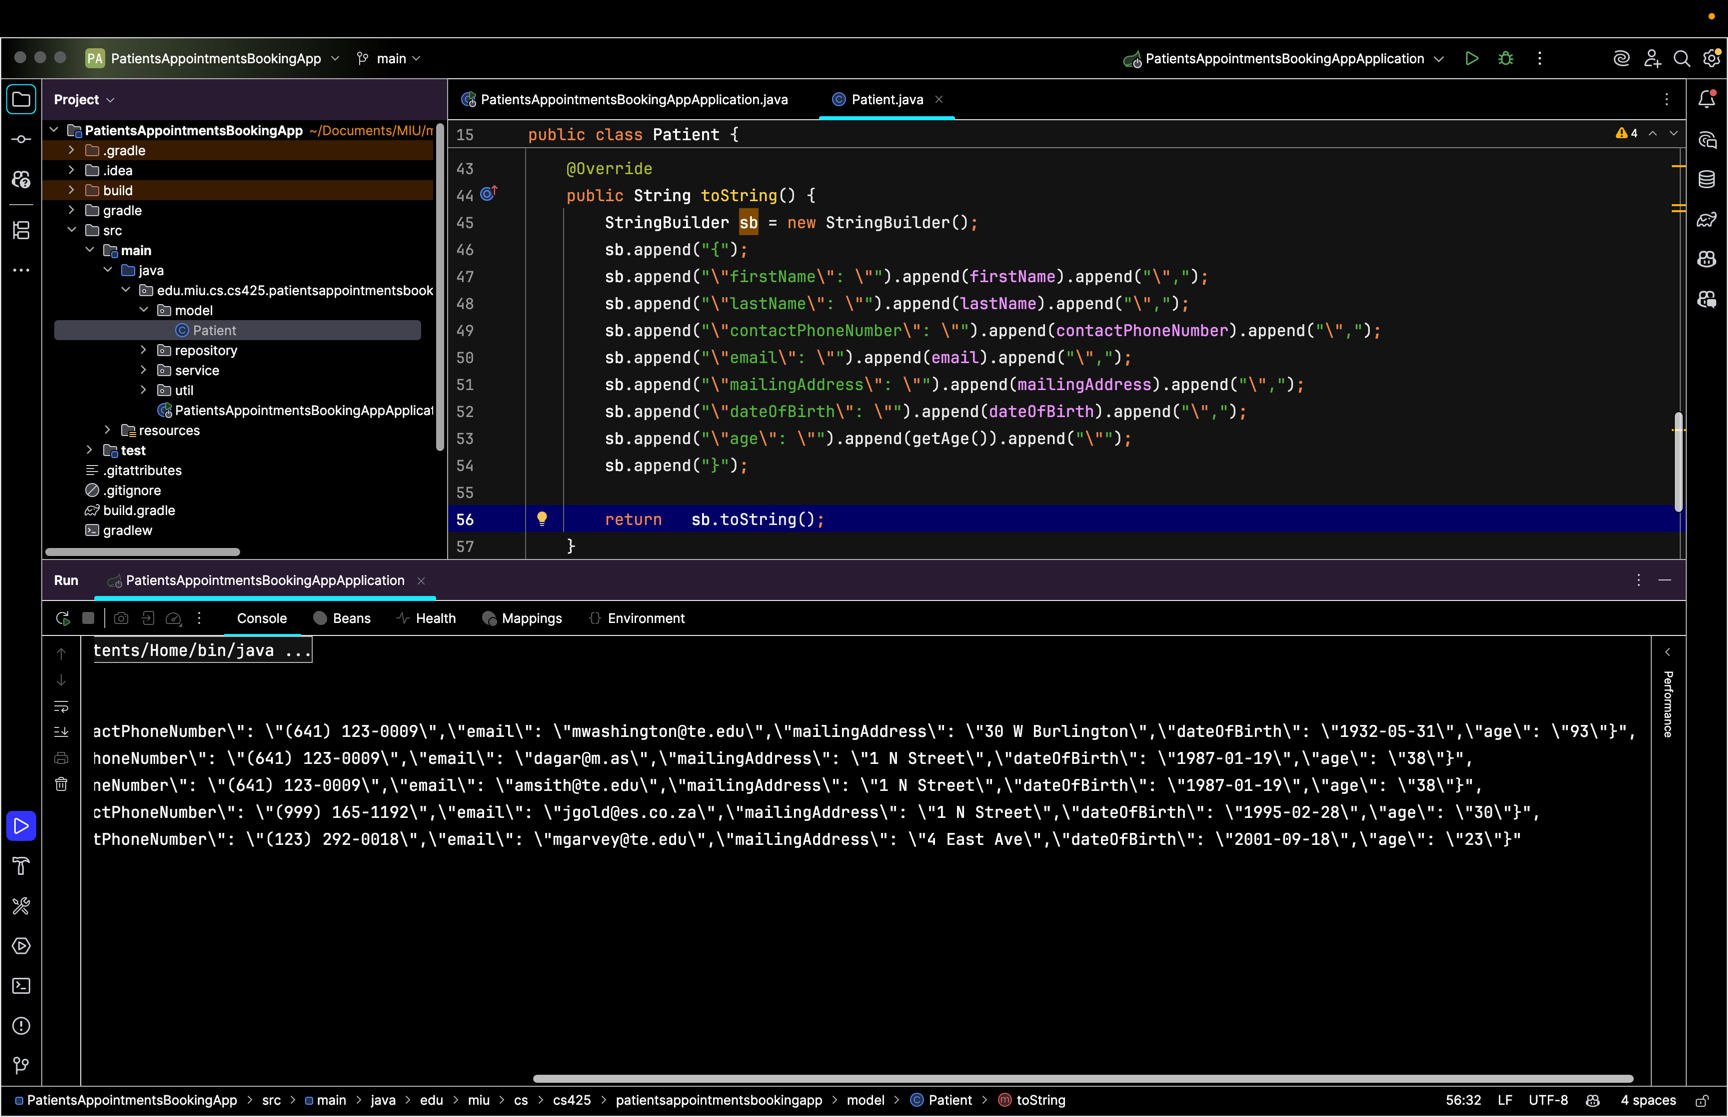 PA PatientsAppointmentsBookingApp main PatientsAppointmentsBookingAppApplication
Project
PatientsAppointmentsBookingApp ~/Documents/MIU/m
.gradle
.idea
build
gradle
src
main
java
edu.miu.cs.cs425.patientsappointmentsbook
model
Patient
repository
service
util
PatientsAppointmentsBookingAppApplicat
resources
test
.gitattributes
.gitignore
build.gradle
gradlew
PatientsAppointmentsBookingAppApplication.java Patient.java
15 public class Patient { 4
43 @Override
44 public String toString() {
45 StringBuilder sb = new StringBuilder();
46 sb.append("{");
47 sb.append("\"firstName\": \"").append(firstName).append("\",");
48 sb.append("\"lastName\": \"").append(lastName).append("\",");
49 sb.append("\"contactPhoneNumber\": \"").append(contactPhoneNumber).append("\",");
50 sb.append("\"email\": \"").append(email).append("\",");
51 sb.append("\"mailingAddress\": \"").append(mailingAddress).append("\",");
52 sb.append("\"dateOfBirth\": \"").append(dateOfBirth).append("\",");
53 sb.append("\"age\": \"").append(getAge()).append("\"");
54 sb.append("}");
55
56 return sb.toString();
57 }
Run PatientsAppointmentsBookingAppApplication
Console Beans Health Mappings Environment
tents/Home/bin/java ...
actPhoneNumber\": \"(641) 123-0009\",\"email\": \"mwashington@te.edu\",\"mailingAddress\": \"30 W Burlington\",\"dateOfBirth\": \"1932-05-31\",\"age\": \"93\"}",
honeNumber\": \"(641) 123-0009\",\"email\": \"dagar@m.as\",\"mailingAddress\": \"1 N Street\",\"dateOfBirth\": \"1987-01-19\",\"age\": \"38\"}",
neNumber\": \"(641) 123-0009\",\"email\": \"amsith@te.edu\",\"mailingAddress\": \"1 N Street\",\"dateOfBirth\": \"1987-01-19\",\"age\": \"38\"}",
ctPhoneNumber\": \"(999) 165-1192\",\"email\": \"jgold@es.co.za\",\"mailingAddress\": \"1 N Street\",\"dateOfBirth\": \"1995-02-28\",\"age\": \"30\"}",
tPhoneNumber\": \"(123) 292-0018\",\"email\": \"mgarvey@te.edu\",\"mailingAddress\": \"4 East Ave\",\"dateOfBirth\": \"2001-09-18\",\"age\": \"23\"}"
Performance
PatientsAppointmentsBookingApp > src > main > java > edu > miu > cs > cs425 > patientsappointmentsbookingapp > model > Patient > toString 56:32 LF UTF-8 4 spaces